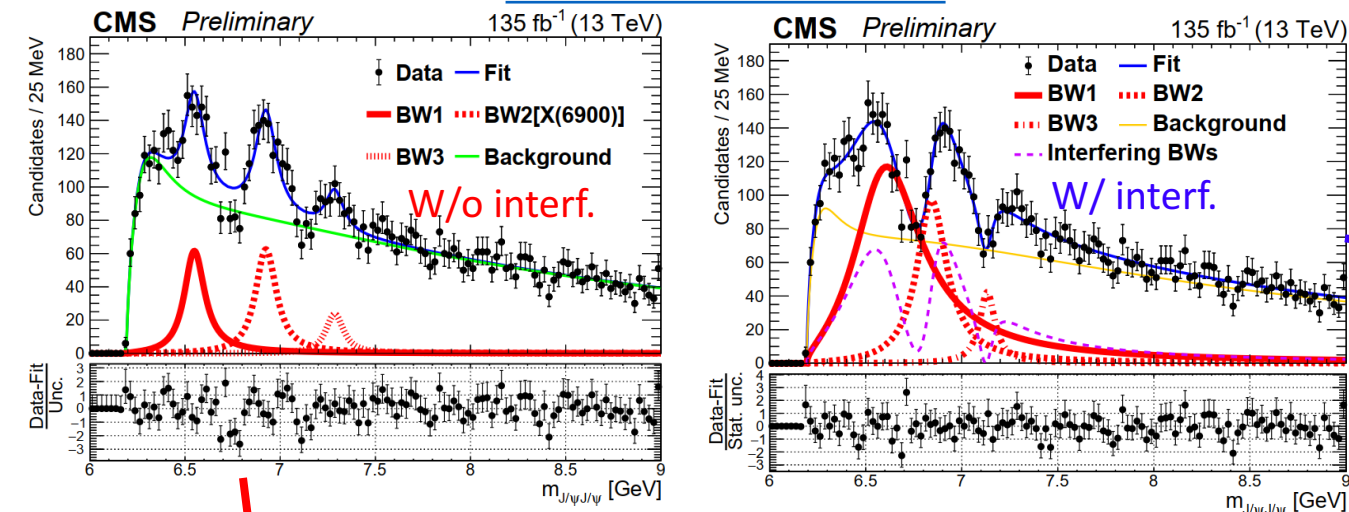 CMS Preliminary 135 fb⁻¹ (13 TeV)
Candidates / 25 MeV
180
160
140
120
100
80
60
40
20
0
Data Fit
BW1 BW2[X(6900)]
BW3 Background
W/o interf.
Data-Fit
Unc.
3
2
1
0
−1
−2
−3
6 6.5 7 7.5 8 8.5 9
m_J/ψJ/ψ [GeV]
CMS Preliminary 135 fb⁻¹ (13 TeV)
Candidates / 25 MeV
180
160
140
120
100
80
60
40
20
0
Data Fit
BW1 BW2
BW3 Background
Interfering BWs
W/ interf.
Data-Fit
Stat. unc.
4
3
2
1
0
−1
−2
−3
6 6.5 7 7.5 8 8.5 9
m_J/ψJ/ψ [GeV]